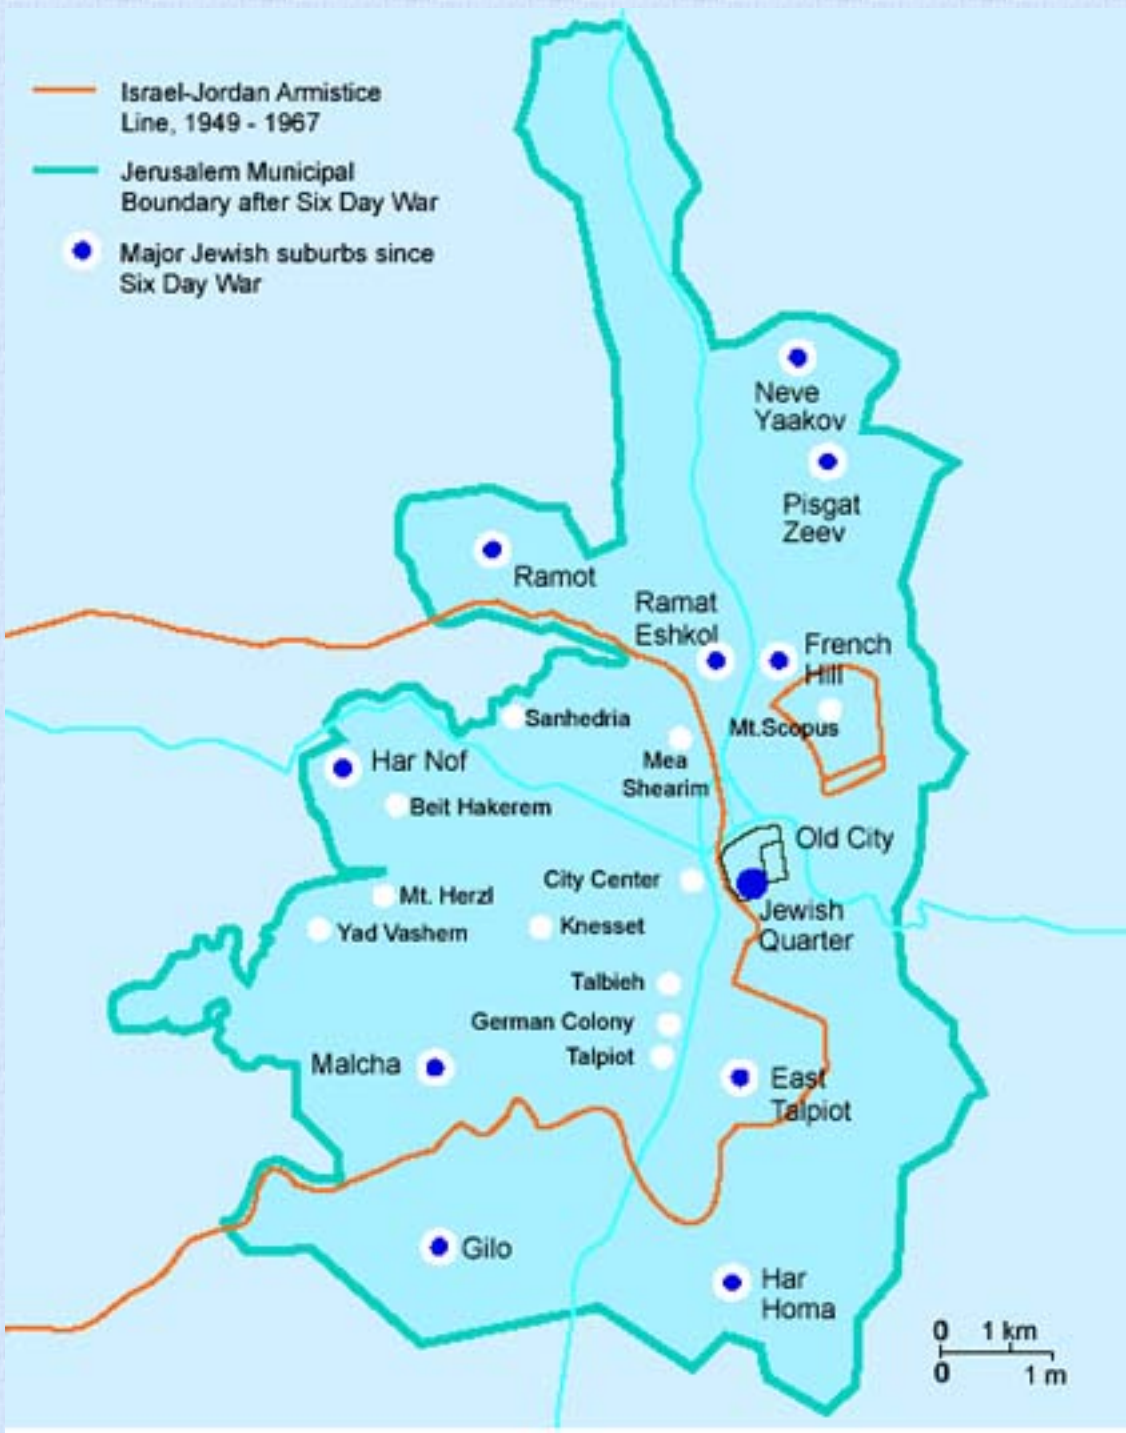 Israel-Jordan Armistice
Line, 1949 - 1967
Jerusalem Municipal
Boundary after Six Day War
Major Jewish suburbs since
Six Day War
Neve
Yaakov
Pisgat
Zeev
Ramot
Ramat
Eshkol
French
Hill
Sanhedria
Mt.Scopus
Mea
Shearim
Har Nof
Beit Hakerem
Old City
City Center
Mt. Herzl
Jewish
Quarter
Knesset
Yad Vashem
Talbieh
German Colony
Talpiot
Malcha
East
Talpiot
Gilo
Har
Homa
0 1 km
0 1 m